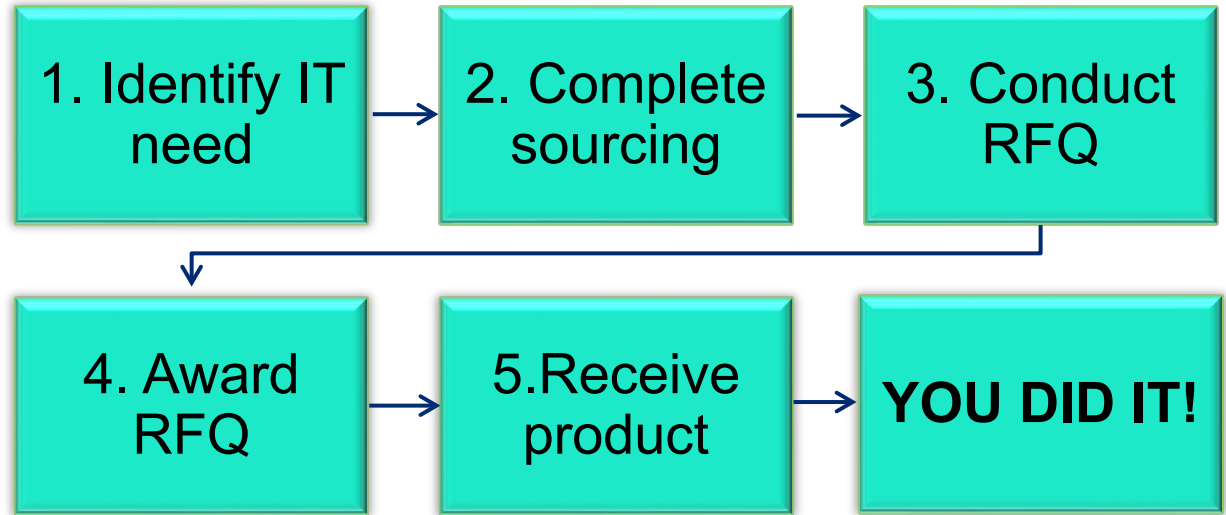 1. Identify IT
need
2. Complete
sourcing
3. Conduct
RFQ
4. Award
RFQ
5.Receive
product
YOU DID IT!